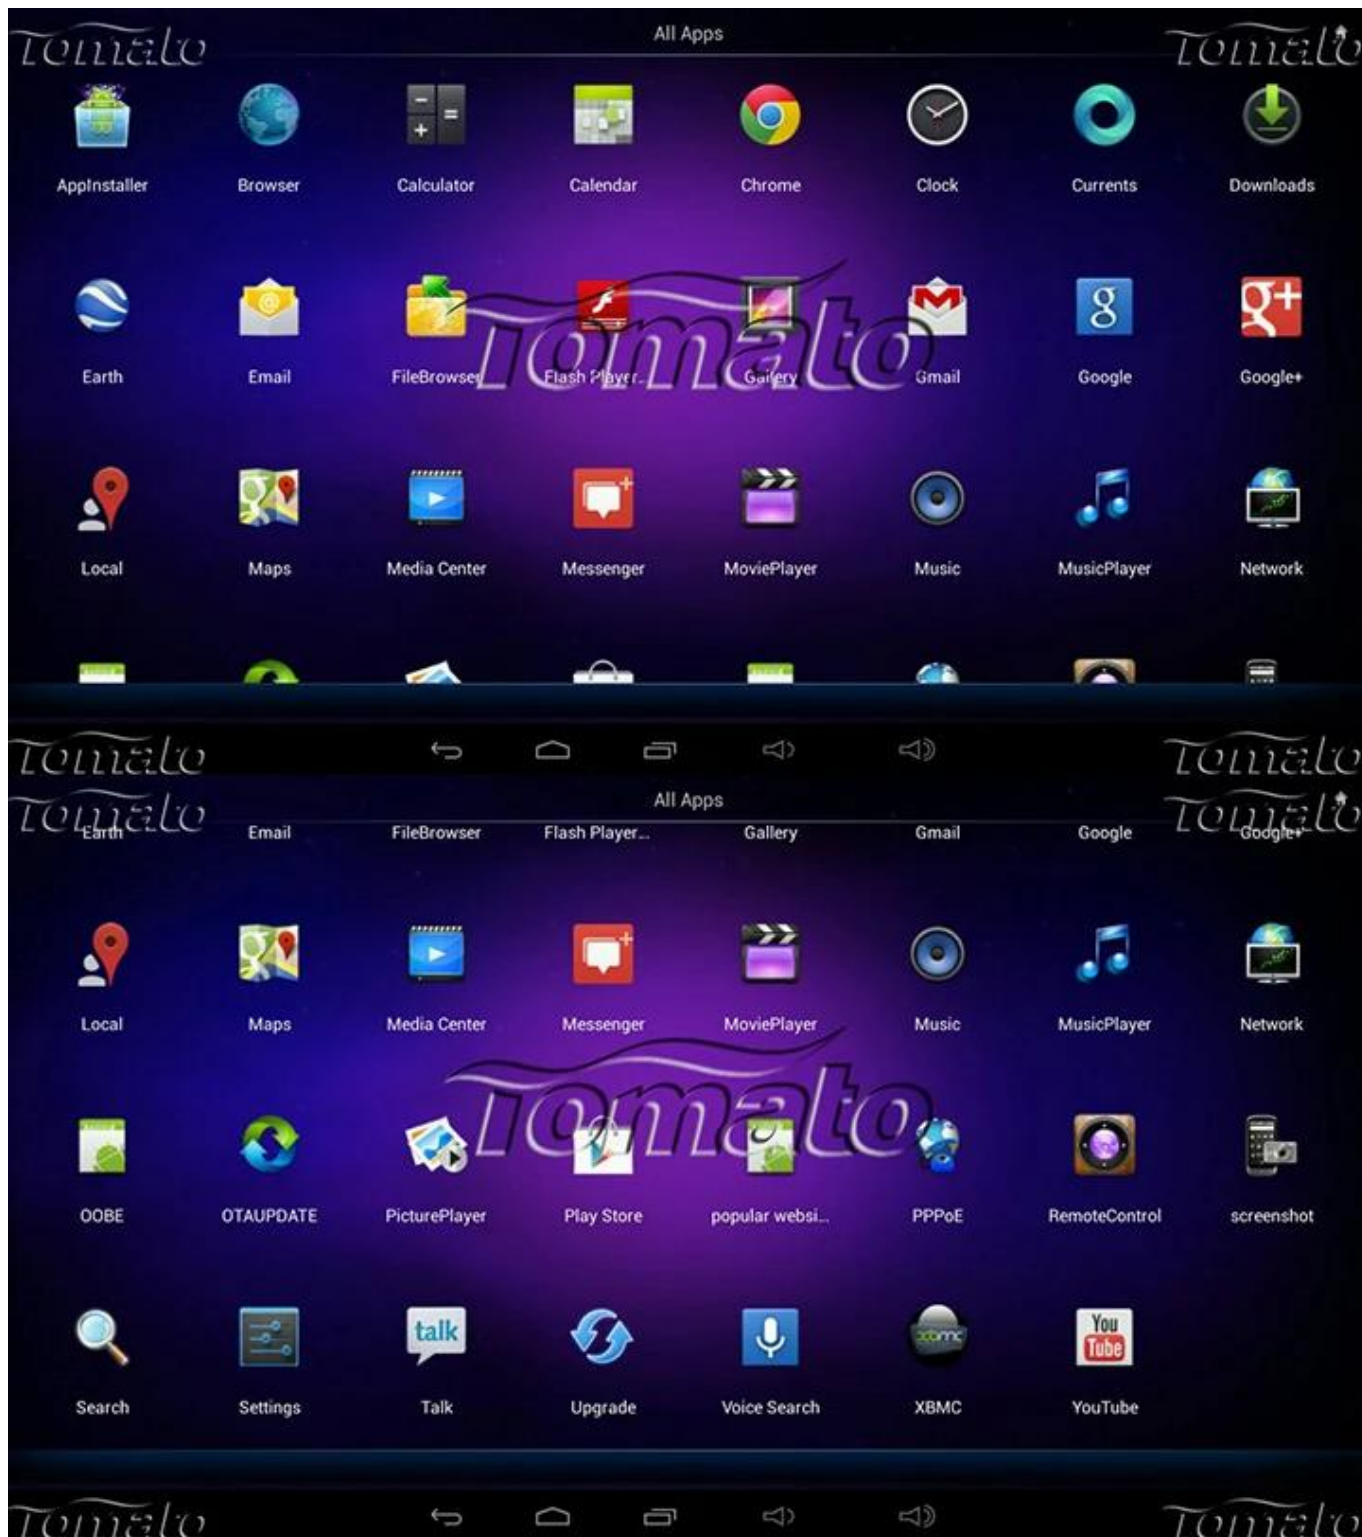 All Apps
Tomato Tomato
AppInstaller Browser Calculator Calendar Chrome Clock Currents Downloads
g g+
Tomato
Earth Email FileBrowser Flash Player... Gallery Gmail Google Google+
Local Maps Media Center Messenger MoviePlayer Music MusicPlayer Network
Tomato Tomato
All Apps
Tomato Tomato
Earth Email FileBrowser Flash Player... Gallery Gmail Google Google+
Local Maps Media Center Messenger MoviePlayer Music MusicPlayer Network
Tomato
OOBE OTAUPDATE PicturePlayer Play Store popular websi... PPPoE RemoteControl screenshot
talk xbmc You Tube
Search Settings Talk Upgrade Voice Search XBMC YouTube
Tomato Tomato